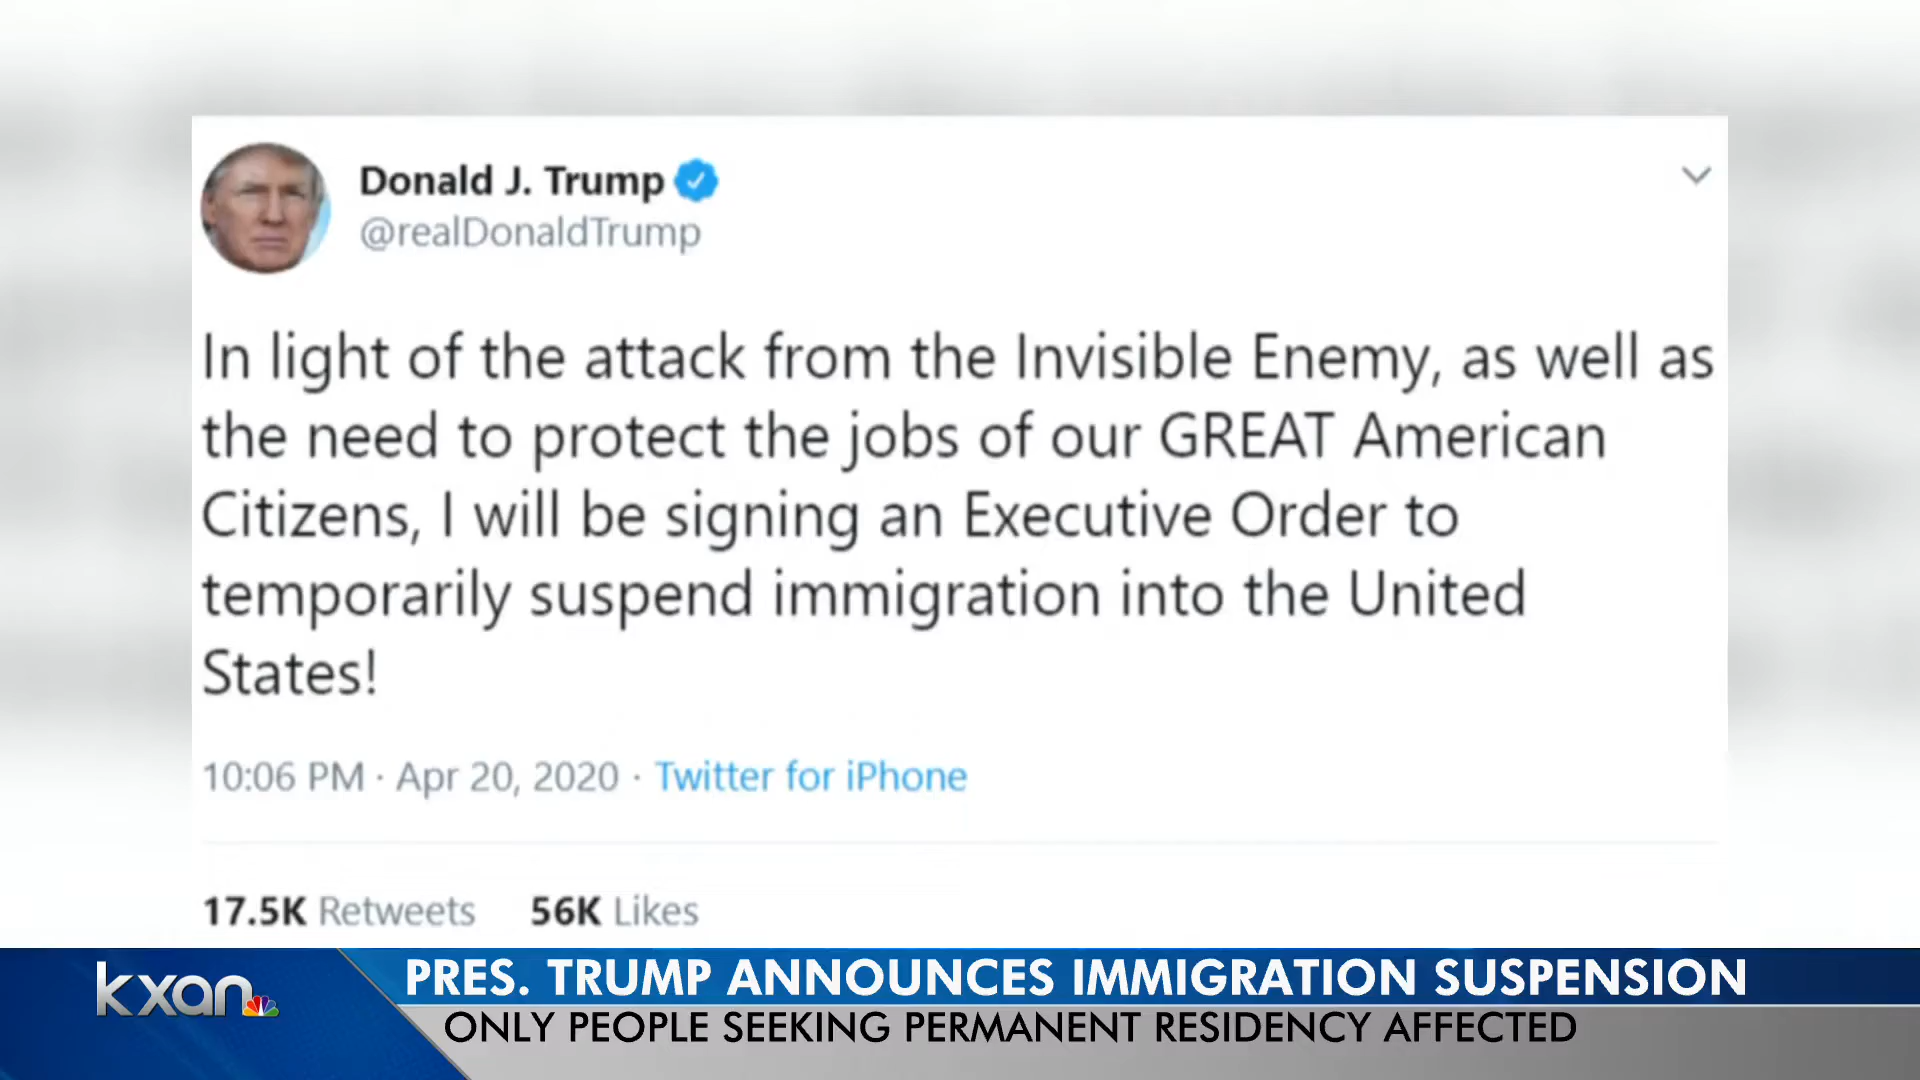 Donald J. Trump
@realDonaldTrump
In light of the attack from the Invisible Enemy, as well as
the need to protect the jobs of our GREAT American
Citizens, I will be signing an Executive Order to
temporarily suspend immigration into the United
States!
10:06 PM · Apr 20, 2020 · Twitter for iPhone
17.5K Retweets 56K Likes
kxan
PRES. TRUMP ANNOUNCES IMMIGRATION SUSPENSION
ONLY PEOPLE SEEKING PERMANENT RESIDENCY AFFECTED